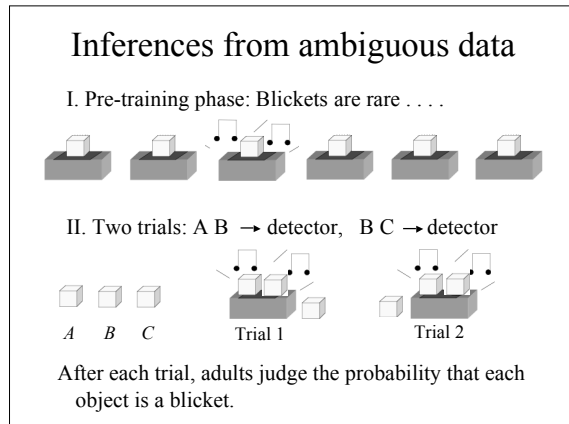 Inferences from ambiguous data
I. Pre-training phase: Blickets are rare . . . .
II. Two trials: A B → detector, B C → detector
A B C
Trial 1 Trial 2
After each trial, adults judge the probability that each
object is a blicket.